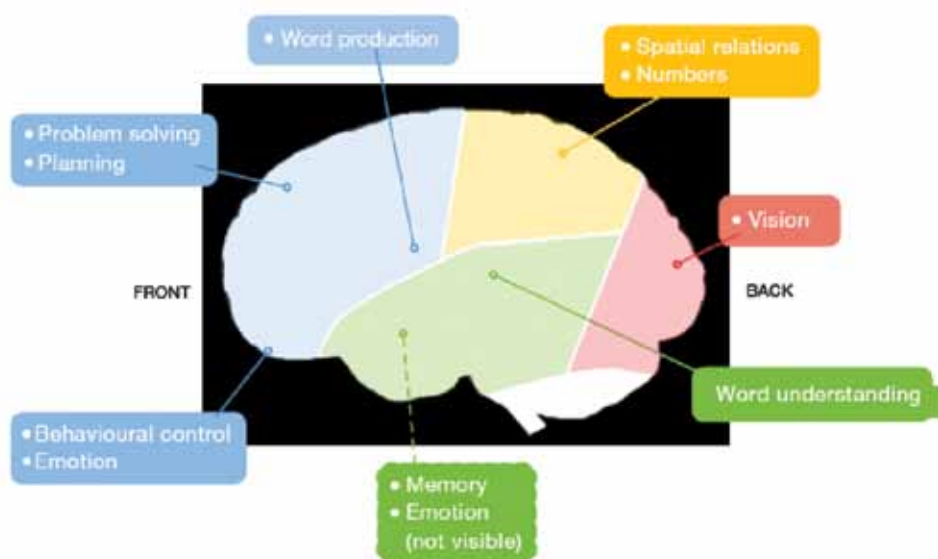 • Word production
• Spatial relations
• Numbers
• Problem solving
• Planning
• Vision
FRONT
BACK
Word understanding
• Behavioural control
• Emotion
• Memory
• Emotion
(not visible)